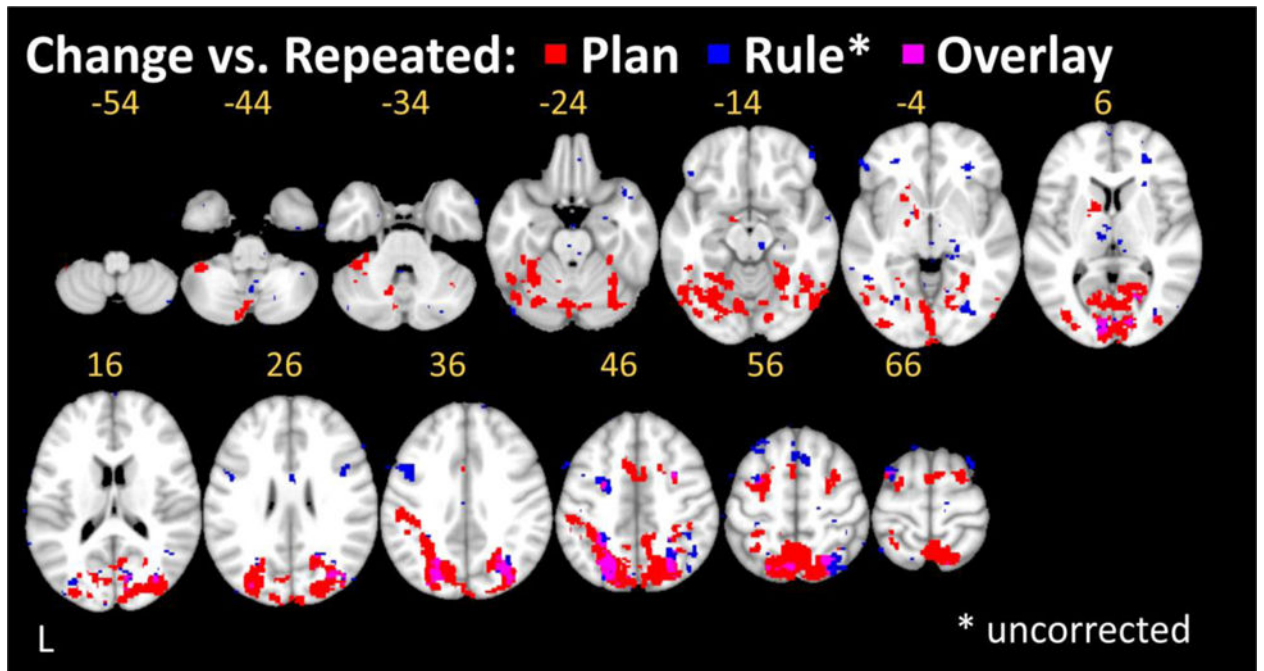 Change vs. Repeated: Plan Rule* Overlay
-54 -44 -34 -24 -14 -4 6
16 26 36 46 56 66
L
* uncorrected